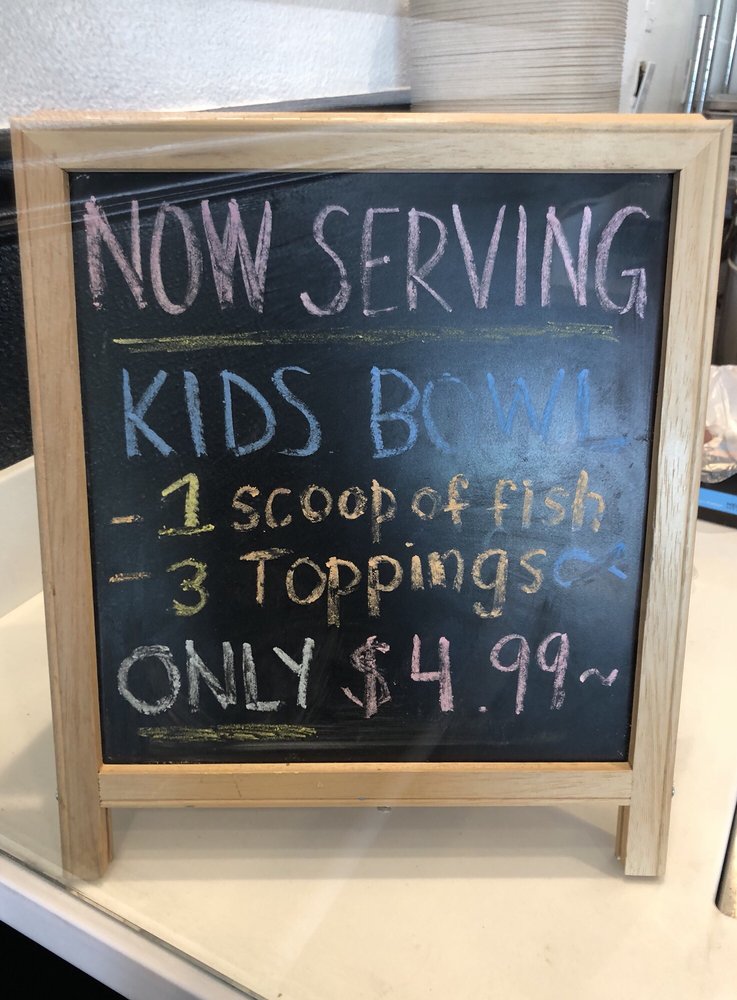 NOW SERVING
KIDS BOWL
- 1 scoop of fish
- 3 Toppings
ONLY $4.99~